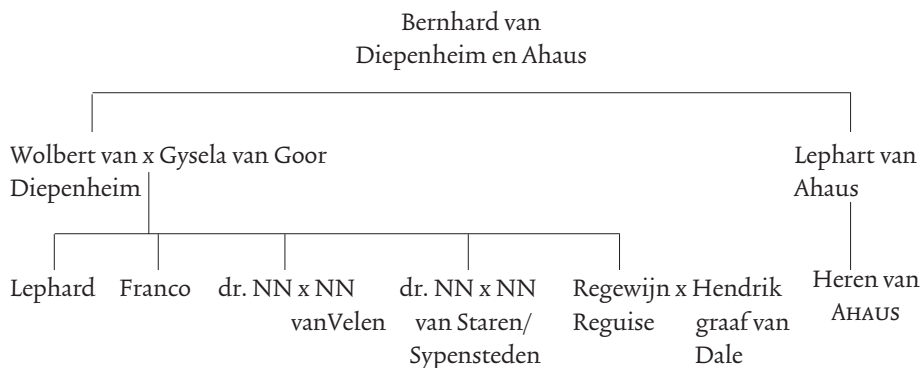 Bernhard van
Diepenheim en Ahaus
Wolbert van x Gysela van Goor
Diepenheim
Lephart van
Ahaus
Lephard
Franco
dr. NN x NN
vanVelen
dr. NN x NN
van Staren/
Sypensteden
Regewijn x Hendrik
Reguise graaf van
Dale
Heren van
AHAUS